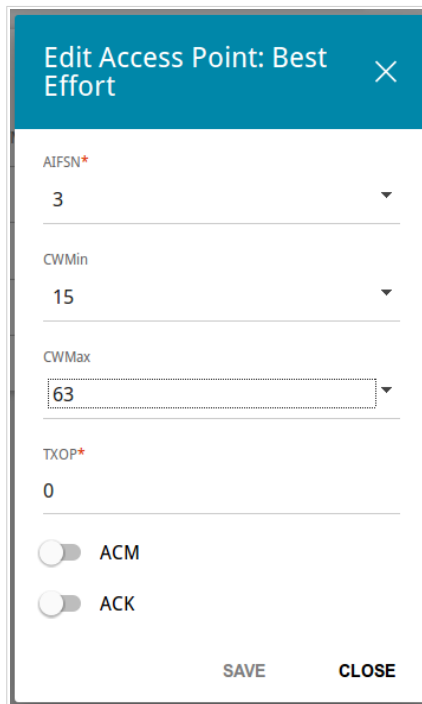 Edit Access Point: Best
Effort
AIFSN*
3
CWMin
15
CWMax
63
TXOP*
0
ACM
ACK
SAVE CLOSE